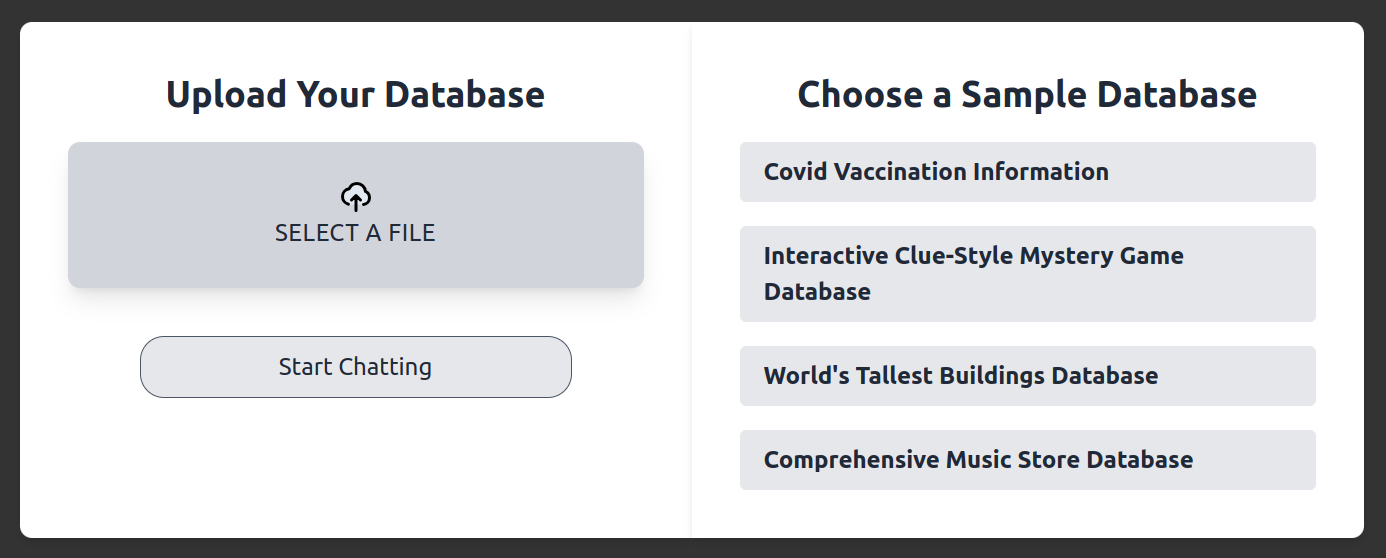 Upload Your Database
SELECT A FILE
Start Chatting
Choose a Sample Database
Covid Vaccination Information
Interactive Clue-Style Mystery Game
Database
World's Tallest Buildings Database
Comprehensive Music Store Database